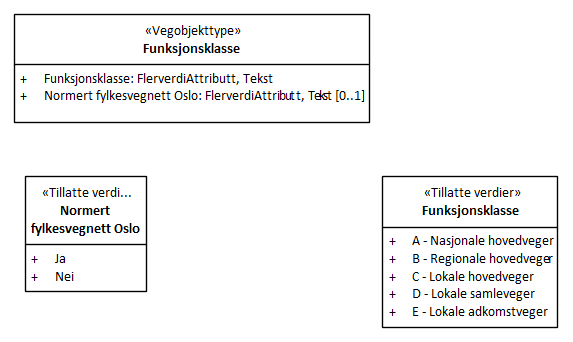 «Vegobjekttype»
Funksjonsklasse
+ Funksjonsklasse: FlerverdiAttributt, Tekst
+ Normert fylkesvegnett Oslo: FlerverdiAttributt, Tekst [0..1]
«Tillatte verdi...
Normert
fylkesvegnett Oslo
+ Ja
+ Nei
«Tillatte verdier»
Funksjonsklasse
+ A - Nasjonale hovedveger
+ B - Regionale hovedveger
+ C - Lokale hovedveger
+ D - Lokale samleveger
+ E - Lokale adkomstveger